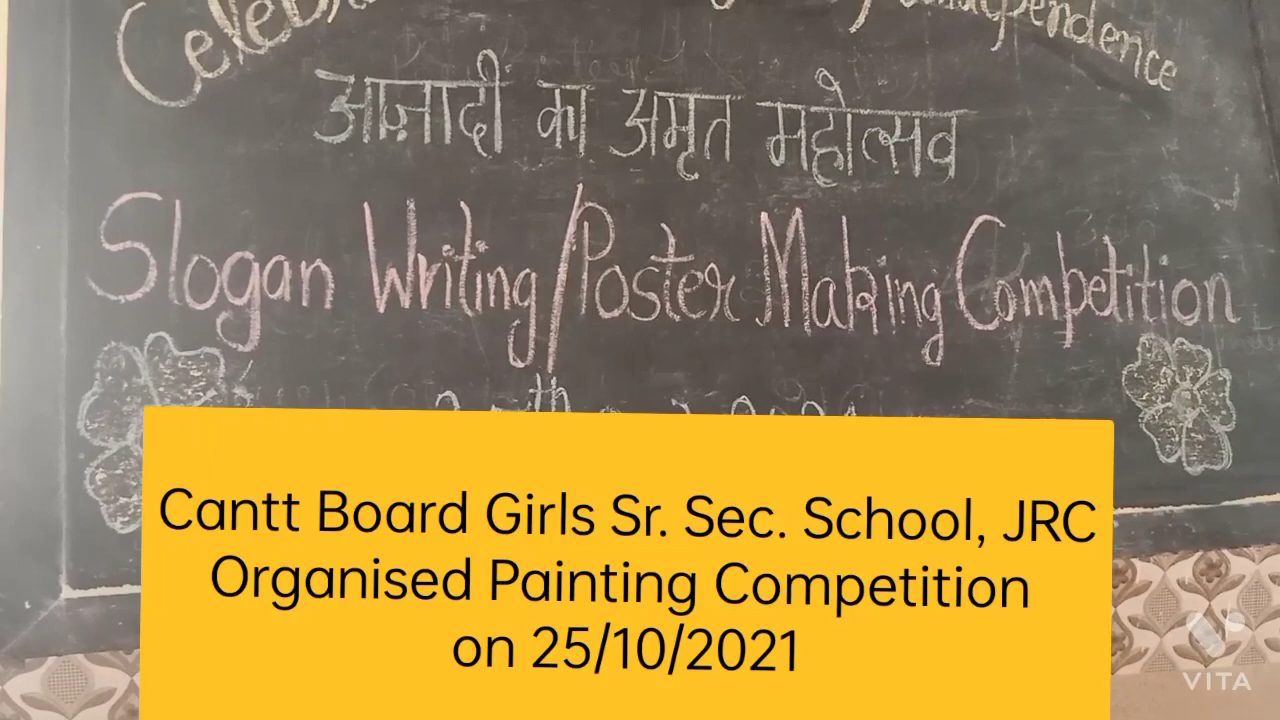 Independence
आज़ादी का अमृत महोत्सव
Slogan Writing/Poster Making Competition
Cantt Board Girls Sr. Sec. School, JRC
Organised Painting Competition
on 25/10/2021
VITA